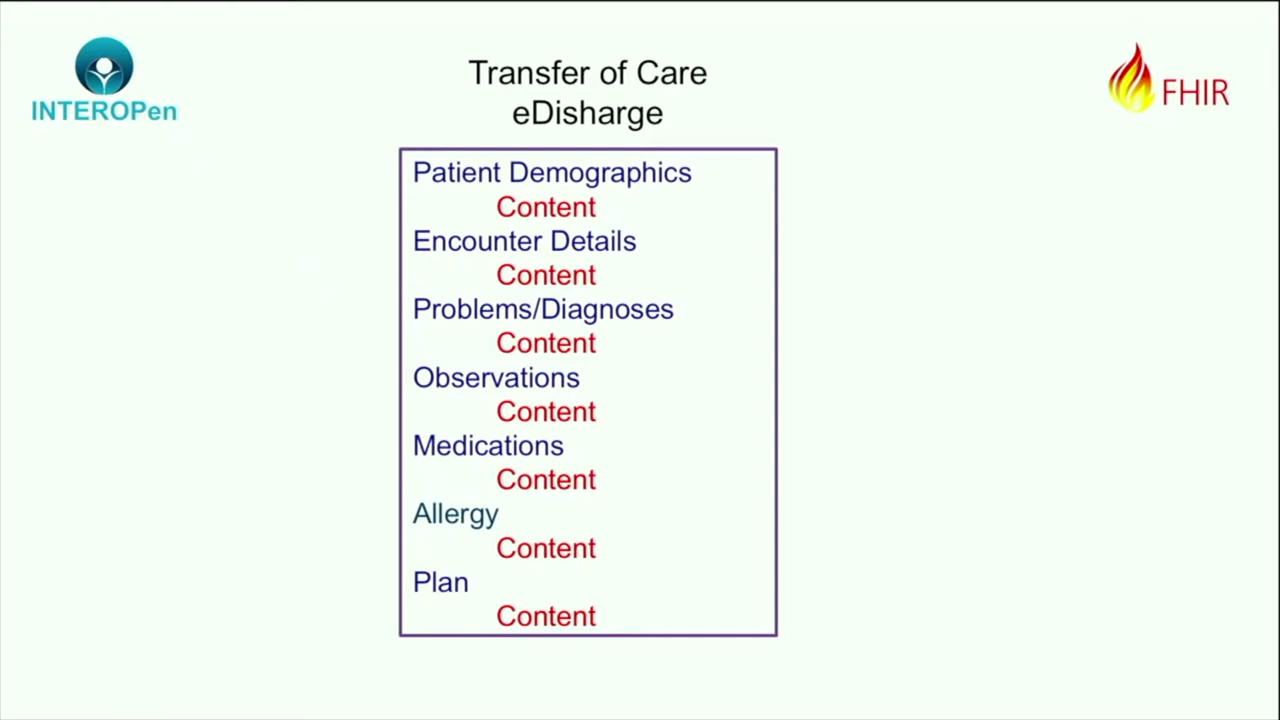 Transfer of Care
eDisharge
INTEROPen
FHIR
Patient Demographics
Content
Encounter Details
Content
Problems/Diagnoses
Content
Observations
Content
Medications
Content
Allergy
Content
Plan
Content